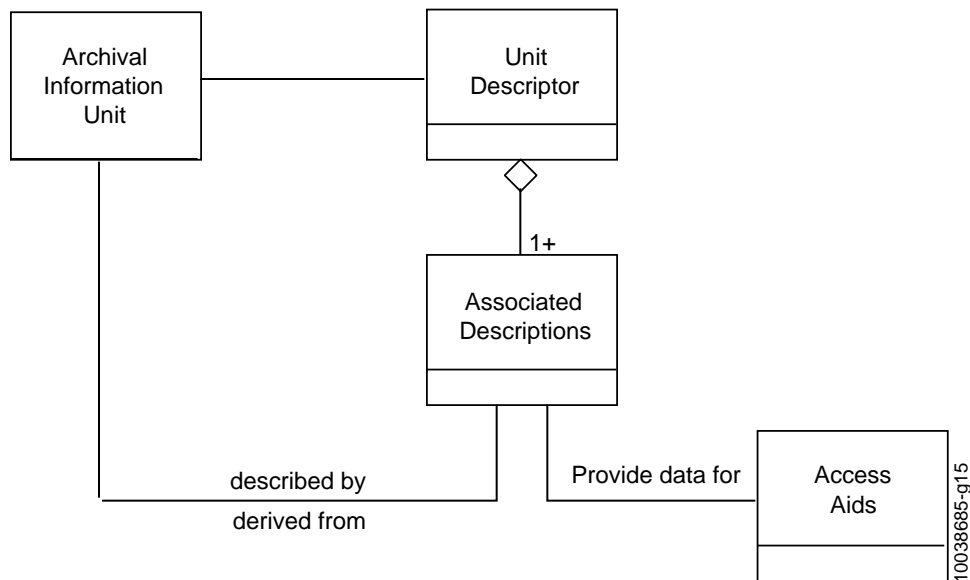 Archival
Information
Unit
Unit
Descriptor
1+
Associated
Descriptions
described by
derived from
Provide data for
Access
Aids
10038685-g15